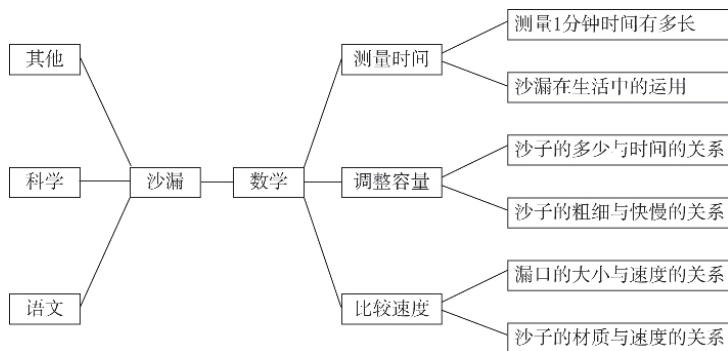 测量1分钟时间有多长
其他
测量时间
沙漏在生活中的运用
沙子的多少与时间的关系
科学
沙漏
数学
调整容量
沙子的粗细与快慢的关系
漏口的大小与速度的关系
语文
比较速度
沙子的材质与速度的关系